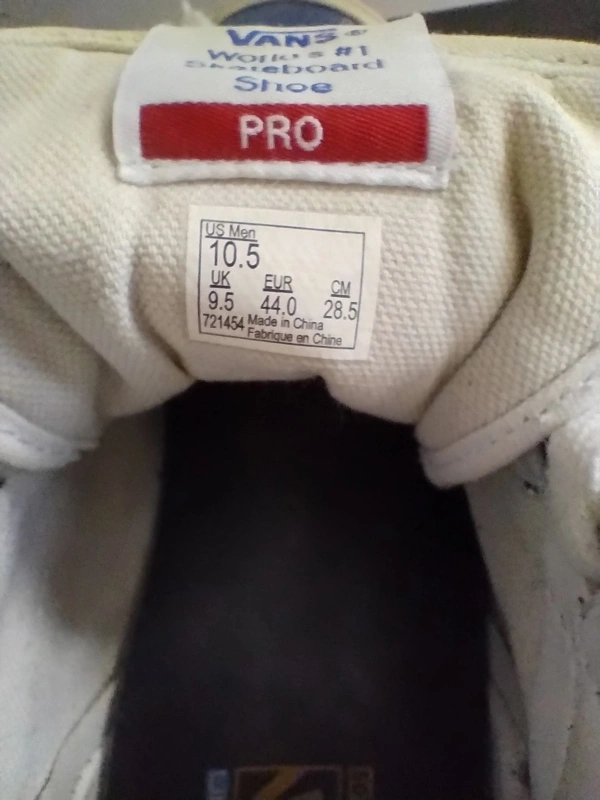 VANS®
World's #1
Skateboard
Shoe
PRO
US Men
10.5
UK EUR CM
9.5 44.0 28.5
721454 Made in China
Fabrique en Chine